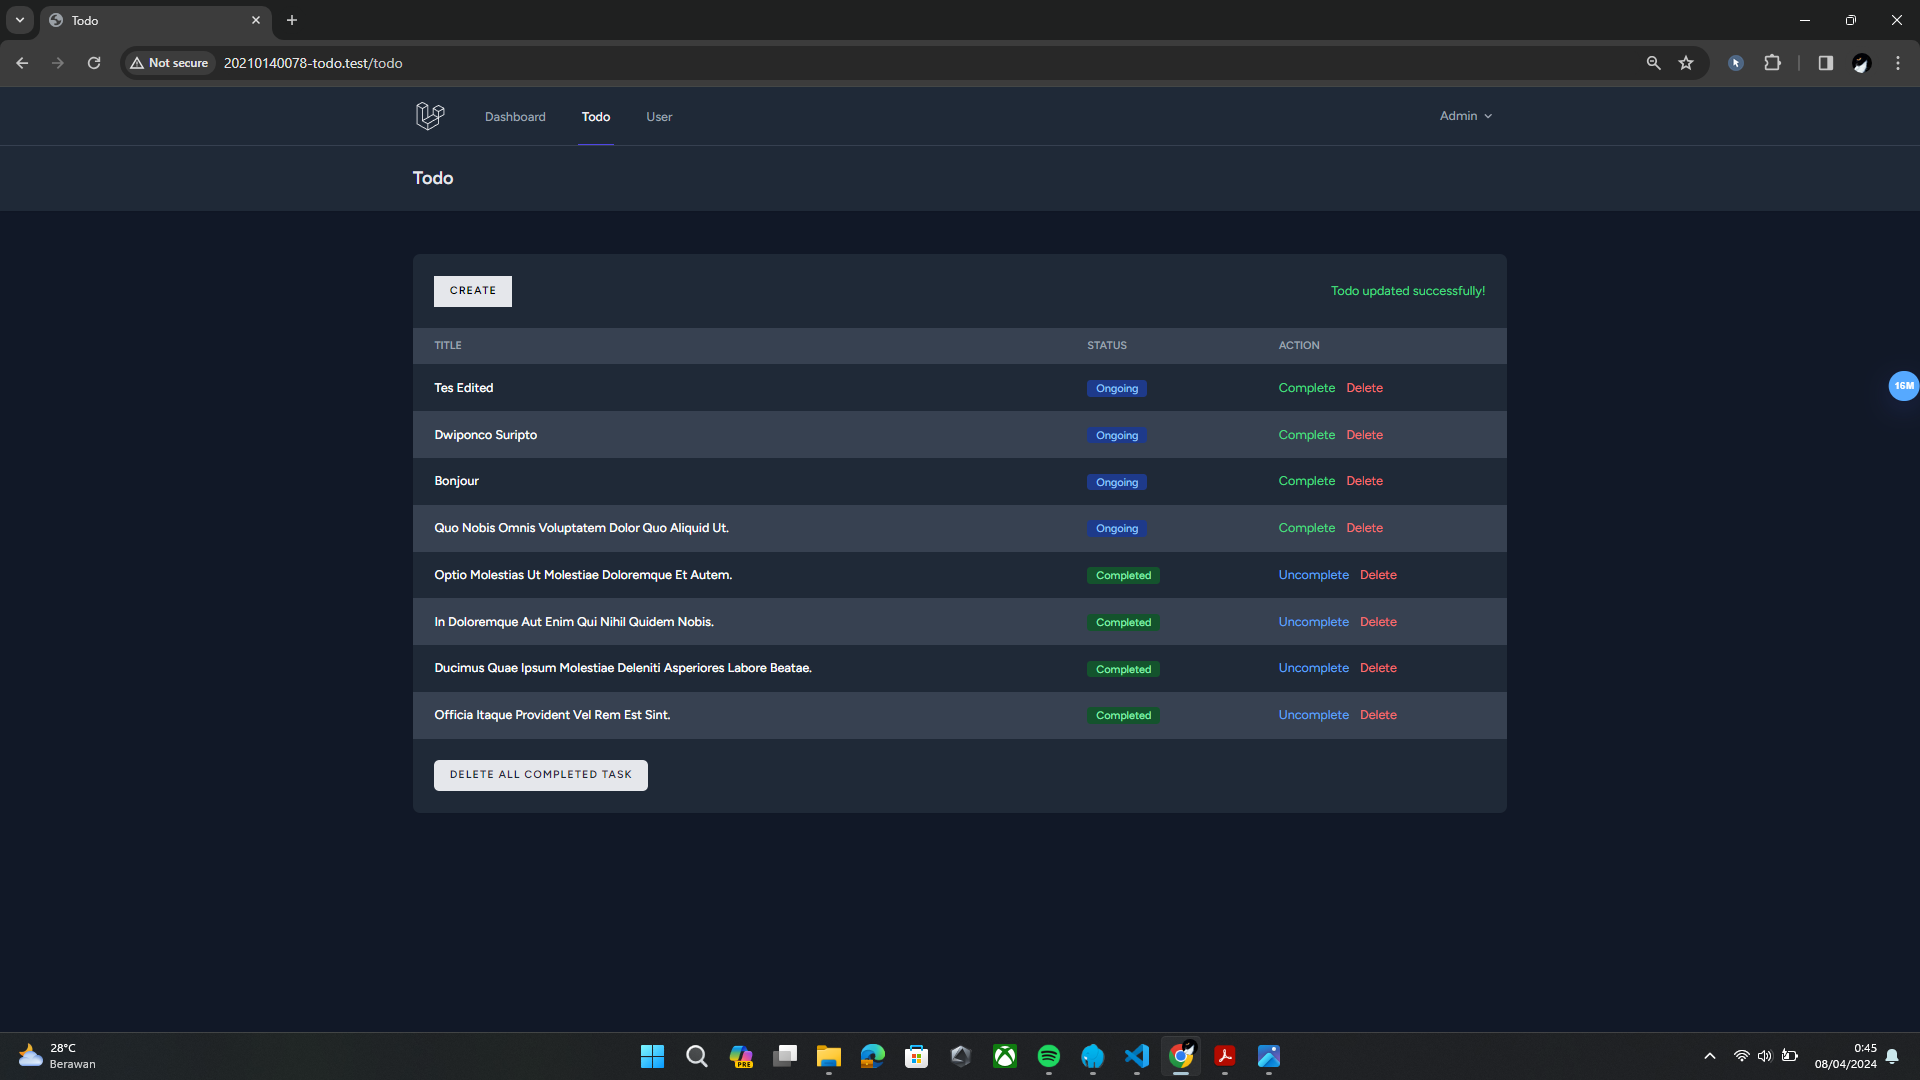 Todo
Not secure 20210140078-todo.test/todo
Dashboard Todo User Admin
Todo
CREATE Todo updated successfully!
TITLE STATUS ACTION
Tes Edited Ongoing Complete Delete
Dwiponco Suripto Ongoing Complete Delete
Bonjour Ongoing Complete Delete
Quo Nobis Omnis Voluptatem Dolor Quo Aliquid Ut. Ongoing Complete Delete
Optio Molestias Ut Molestiae Doloremque Et Autem. Completed Uncomplete Delete
In Doloremque Aut Enim Qui Nihil Quidem Nobis. Completed Uncomplete Delete
Ducimus Quae Ipsum Molestiae Deleniti Asperiores Labore Beatae. Completed Uncomplete Delete
Officia Itaque Provident Vel Rem Est Sint. Completed Uncomplete Delete
DELETE ALL COMPLETED TASK
16M
28°C
Berawan
PRE
0:45
08/04/2024